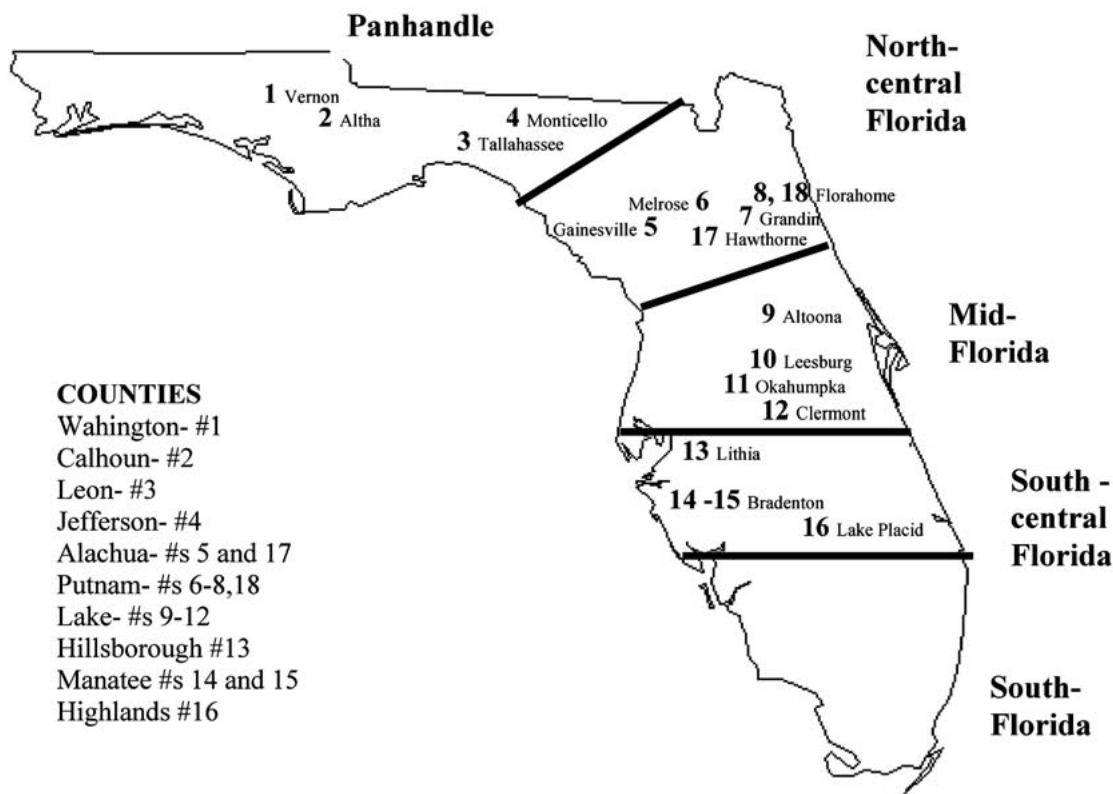 Panhandle
North-
central
Florida
1 Vernon
2 Altha
4 Monticello
3 Tallahassee
8, 18 Florahome
Melrose 6
7 Grandin
Gainesville 5
17 Hawthorne
9 Altoona
Mid-
Florida
10 Leesburg
11 Okahumpka
12 Clermont
13 Lithia
14 -15 Bradenton
16 Lake Placid
South -
central
Florida
South-
Florida
COUNTIES
Wahington- #1
Calhoun- #2
Leon- #3
Jefferson- #4
Alachua- #s 5 and 17
Putnam- #s 6-8,18
Lake- #s 9-12
Hillsborough #13
Manatee #s 14 and 15
Highlands #16